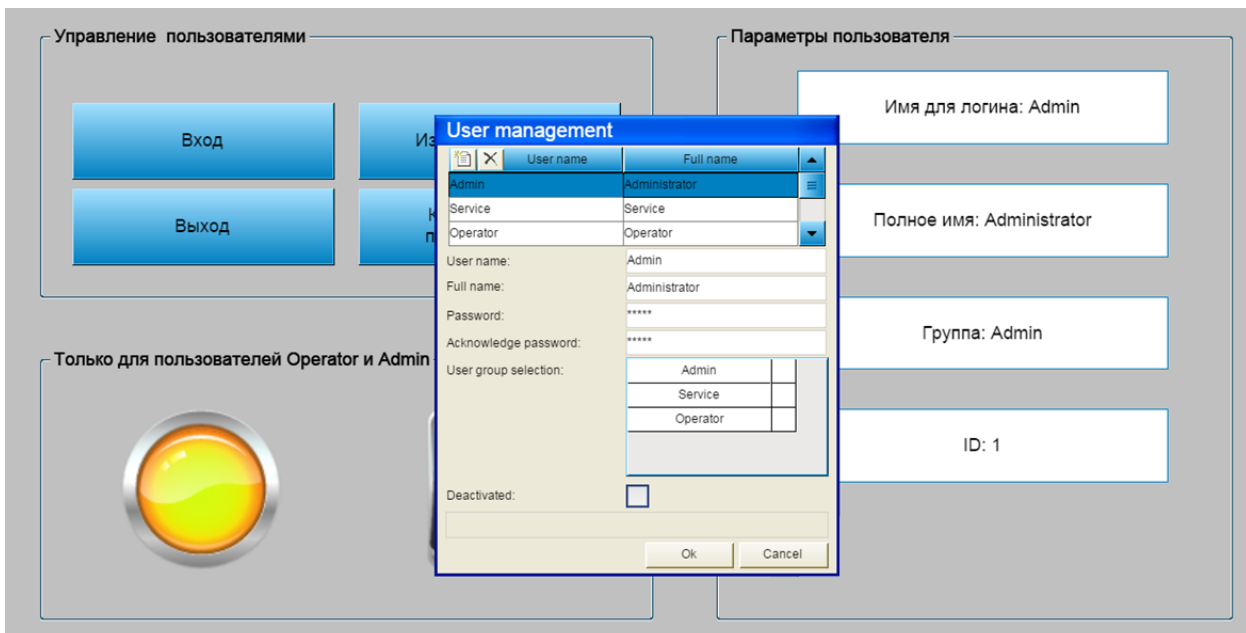 Управление пользователями
Вход
Из
Выход
К
п
Только для пользователей Operator и Admin
User management
User name Full name
Admin Administrator
Service Service
Operator Operator
User name: Admin
Full name: Administrator
Password: *****
Acknowledge password: *****
User group selection: Admin
Service
Operator
Deactivated:
Ok Cancel
Параметры пользователя
Имя для логина: Admin
Полное имя: Administrator
Группа: Admin
ID: 1